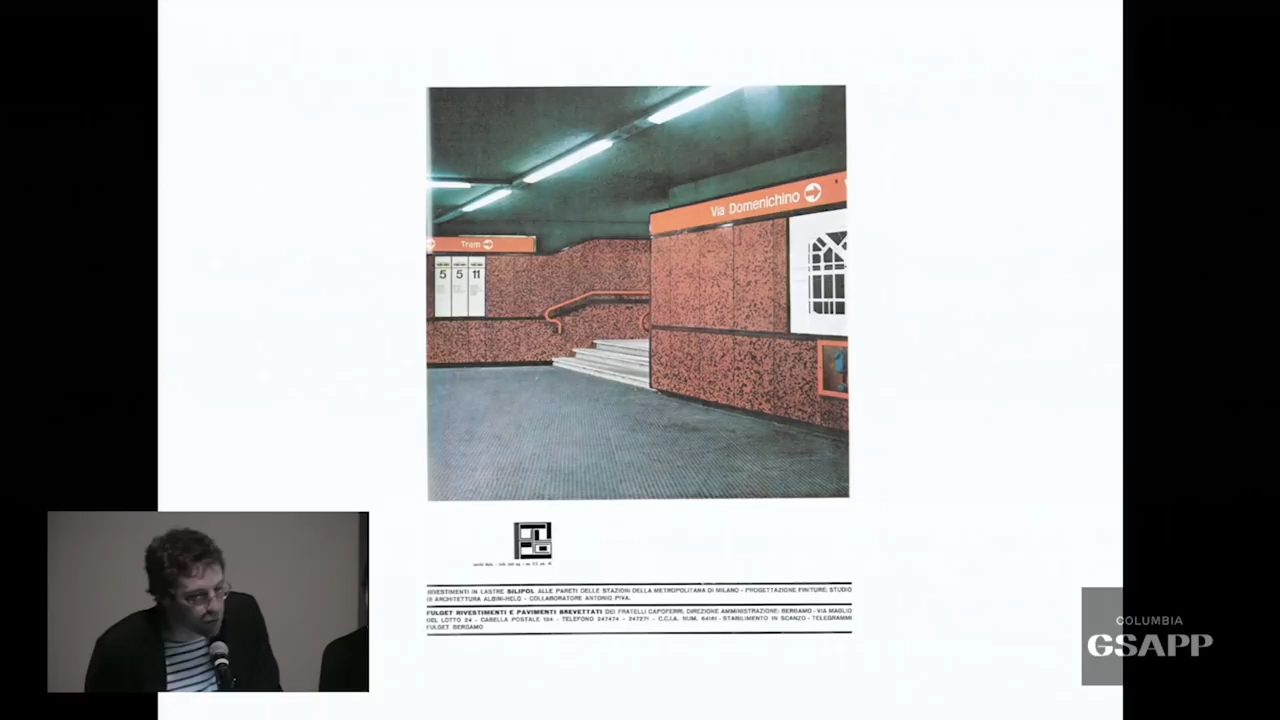 Via Domenichino
Tram
5 5 11
RIVESTIMENTI IN LASTRE SILIPOL ALLE PARETI DELLE STAZIONI DELLA METROPOLITANA DI MILANO - PROGETTAZIONE FINITURE: STUDIO
DI ARCHITETTURA ALBINI-HELG - COLLABORATORE ANTONIO PIVA.
FULGET RIVESTIMENTI E PAVIMENTI BREVETTATI DEI FRATELLI CAPOFERRI. DIREZIONE AMMINISTRAZIONE: BERGAMO - VIA MAGLIO
DEL LOTTO 24 - CASELLA POSTALE 194 - TELEFONO 247474 - 247271 - C.C.I.A. NUM. 64161 - STABILIMENTO IN SCANZO - TELEGRAMMI
FULGET BERGAMO
COLUMBIA
GSAPP